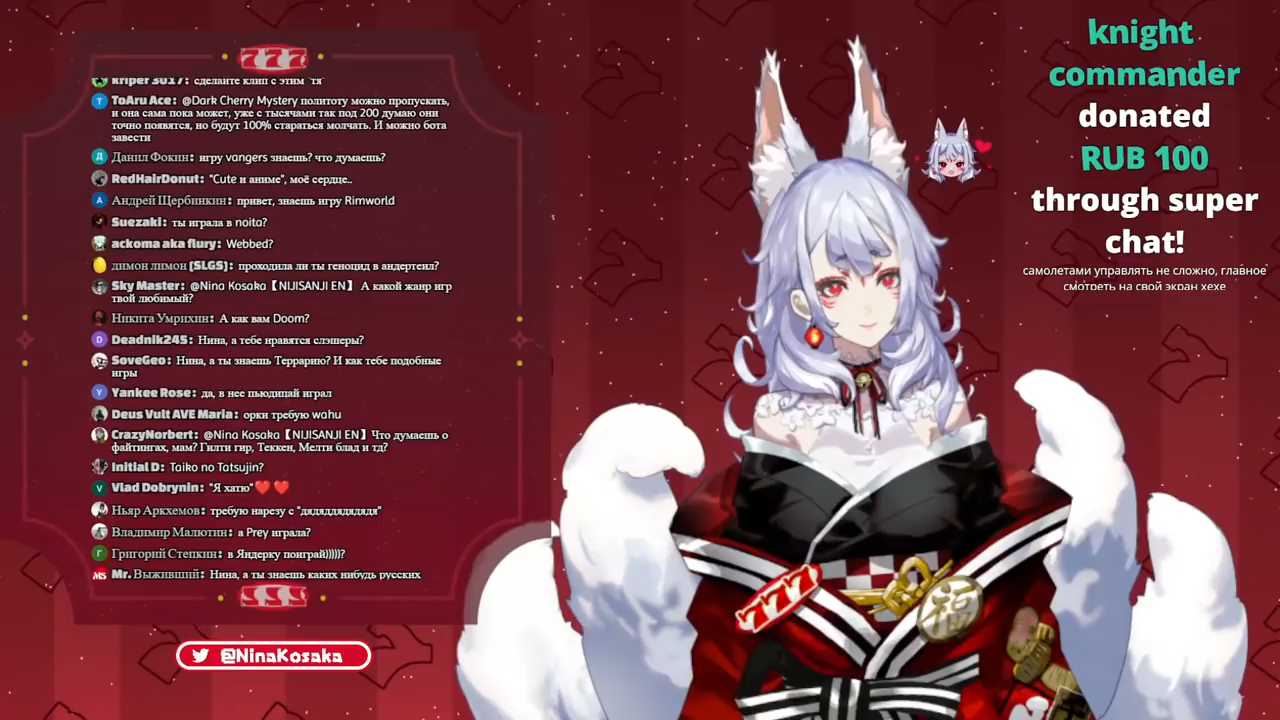 777
kriper 3017: сделайте клип с этим "тя"
ToAru Ace: @Dark Cherry Mystery политоту можно пропускать,
и она сама пока может, уже с тысячами так под 200 думаю они
точно появятся, но будут 100% стараться молчать. И можно бота
завести
Данил Фокин: игру vangers знаешь? что думаешь?
RedHairDonut: "Cute и аниме", моё сердце..
Андрей Щербинкин: привет, знаешь игру Rimworld
Suezaki: ты играла в noita?
ackoma aka flury: Webbed?
димон лимон [SLGS]: проходила ли ты геноцид в андертеил?
Sky Master: @Nina Kosaka【NIJISANJI EN】 А какой жанр игр
твой любимый?
Никита Умрихин: А как вам Doom?
Deadnik245: Нина, а тебе нравятся слэшеры?
SoveGeo: Нина, а ты знаешь Террарию? И как тебе подобные
игры
Yankee Rose: да, в нее пьюдипай играл
Deus Vult AVE Maria: орки требую wahu
CrazyNorbert: @Nina Kosaka【NIJISANJI EN】Что думаешь о
файтингах, мам? Гилти гир, Теккен, Мелти блад и тд?
Initial D: Taiko no Tatsujin?
Vlad Dobrynin: "Я хатю"❤️ ❤️
Ньяр Аркхемов: требую нарезу с "дядяддядядядя"
Владимир Малютин: а Prey играла?
Григорий Степкин: в Яндерку поиграй)))))?
Mr. Выживший: Нина, а ты знаешь каких нибудь русских
@NinaKosaka
knight
commander
donated
RUB 100
through super
chat!
самолетами управлять не сложно, главное
смотреть на свой экран хехе
777
福